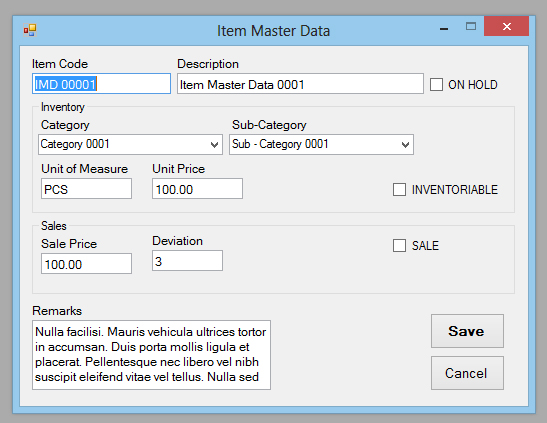 Item Master Data
Item Code
Description
IMD 00001
Item Master Data 0001
ON HOLD
Inventory
Category
Sub-Category
Category 0001
Sub - Category 0001
Unit of Measure
Unit Price
PCS
100.00
INVENTORIABLE
Sales
Sale Price
Deviation
SALE
100.00
3
Remarks
Nulla facilisi. Mauris vehicula ultrices tortor
in accumsan. Duis porta mollis ligula et
placerat. Pellentesque nec libero vel nibh
suscipit eleifend vitae vel tellus. Nulla sed
Save
Cancel